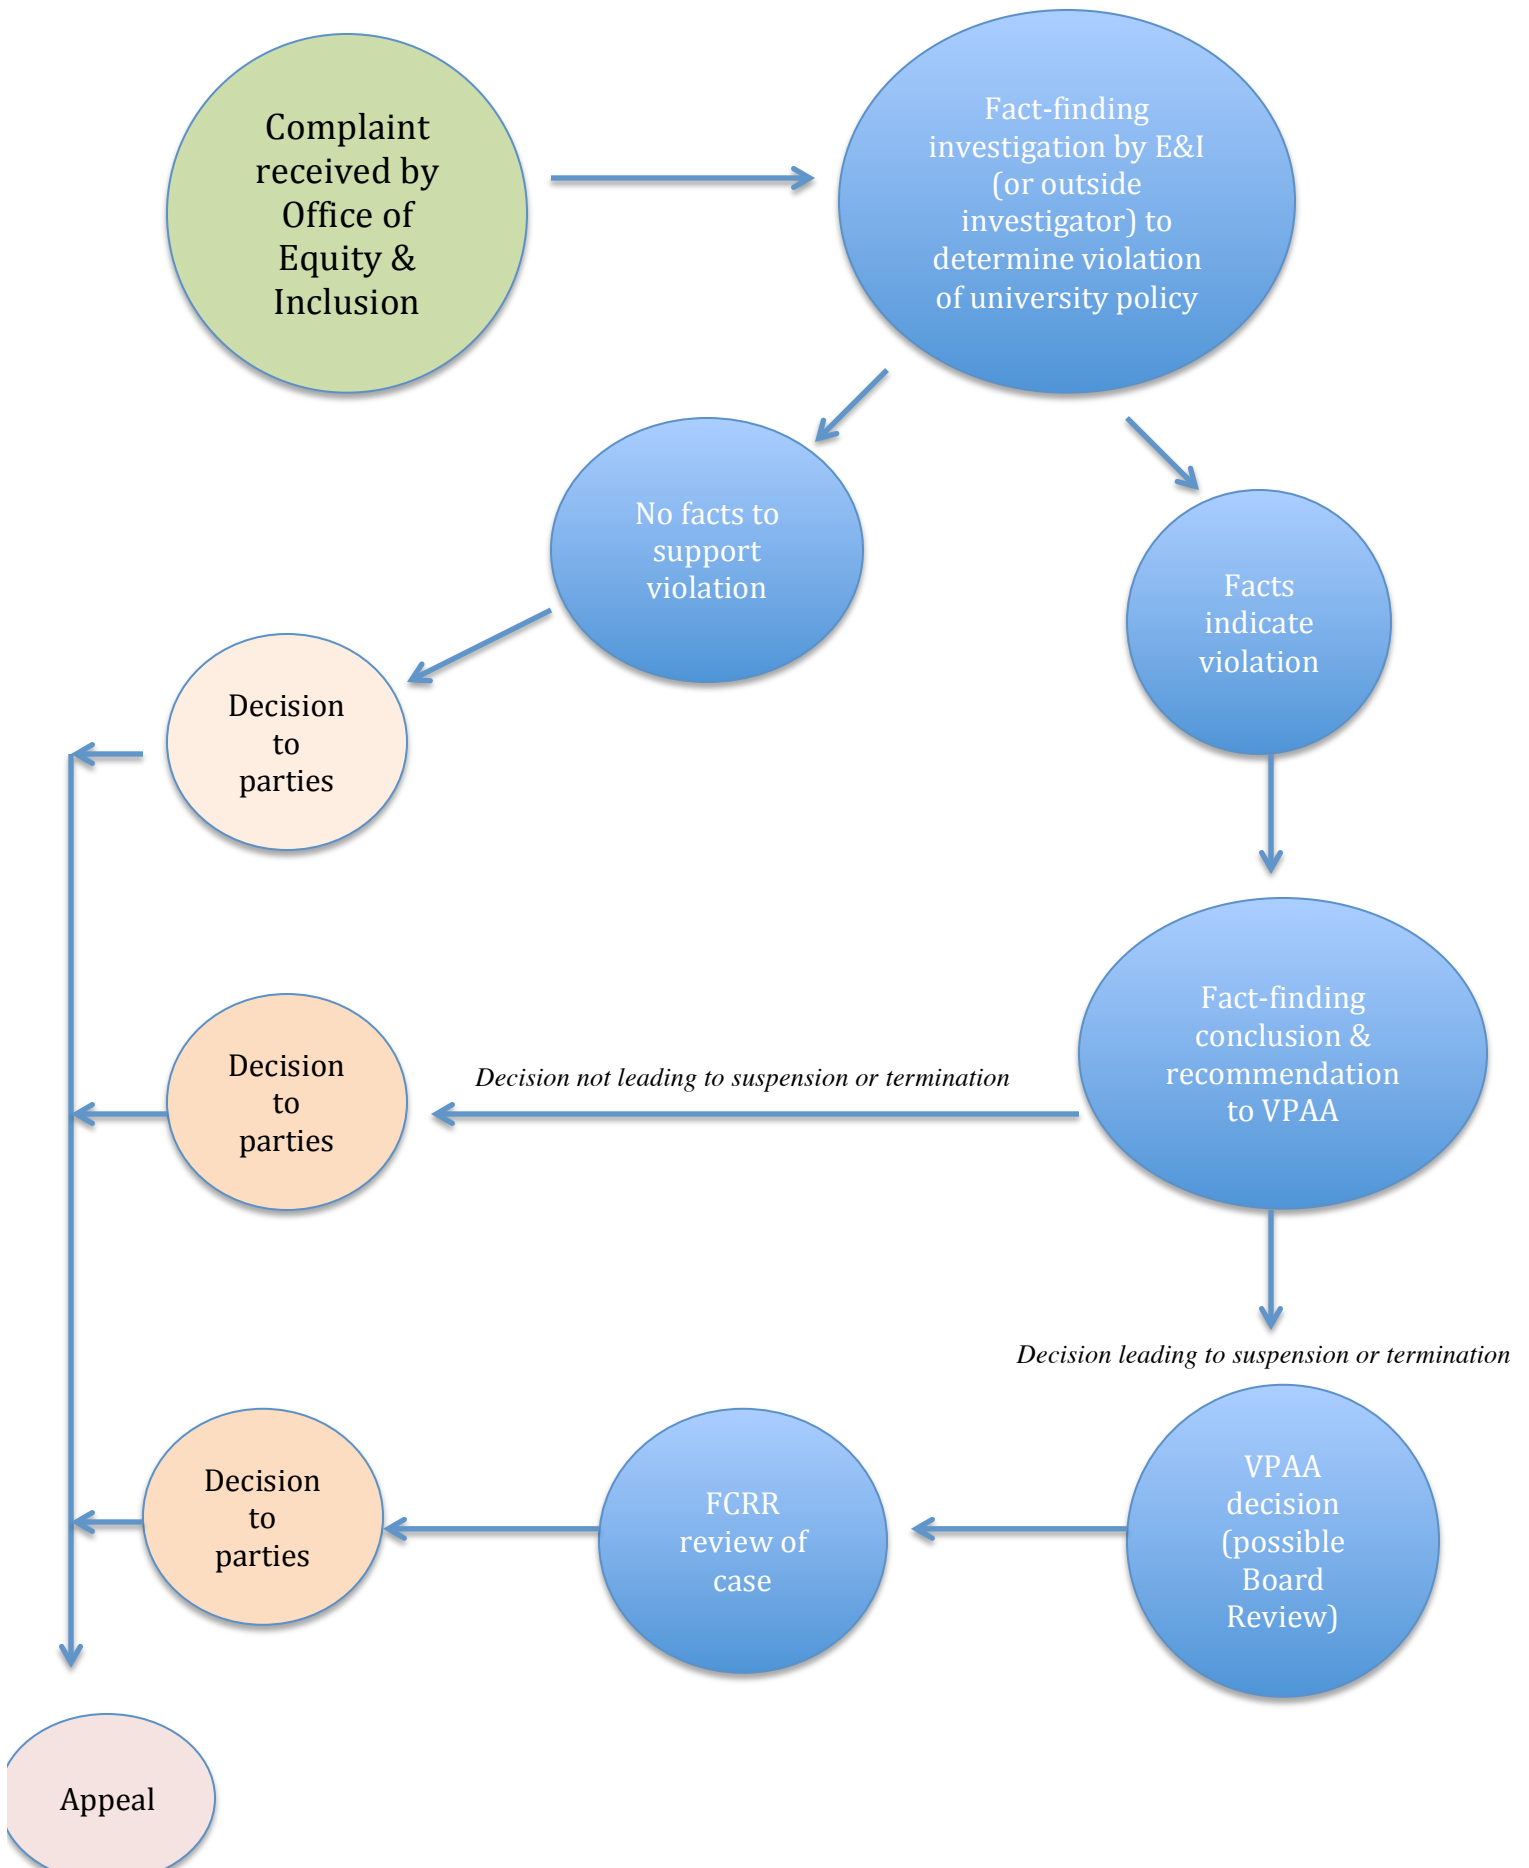 Complaint
received by
Office of
Equity &
Inclusion
Fact-finding
investigation by E&I
(or outside
investigator) to
determine violation
of university policy
No facts to
support
violation
Facts
indicate
violation
Decision
to
parties
Fact-finding
conclusion &
recommendation
to VPAA
Decision
to
parties
Decision not leading to suspension or termination
Decision leading to suspension or termination
VPAA
decision
(possible
Board
Review)
FCRR
review of
case
Decision
to
parties
Appeal